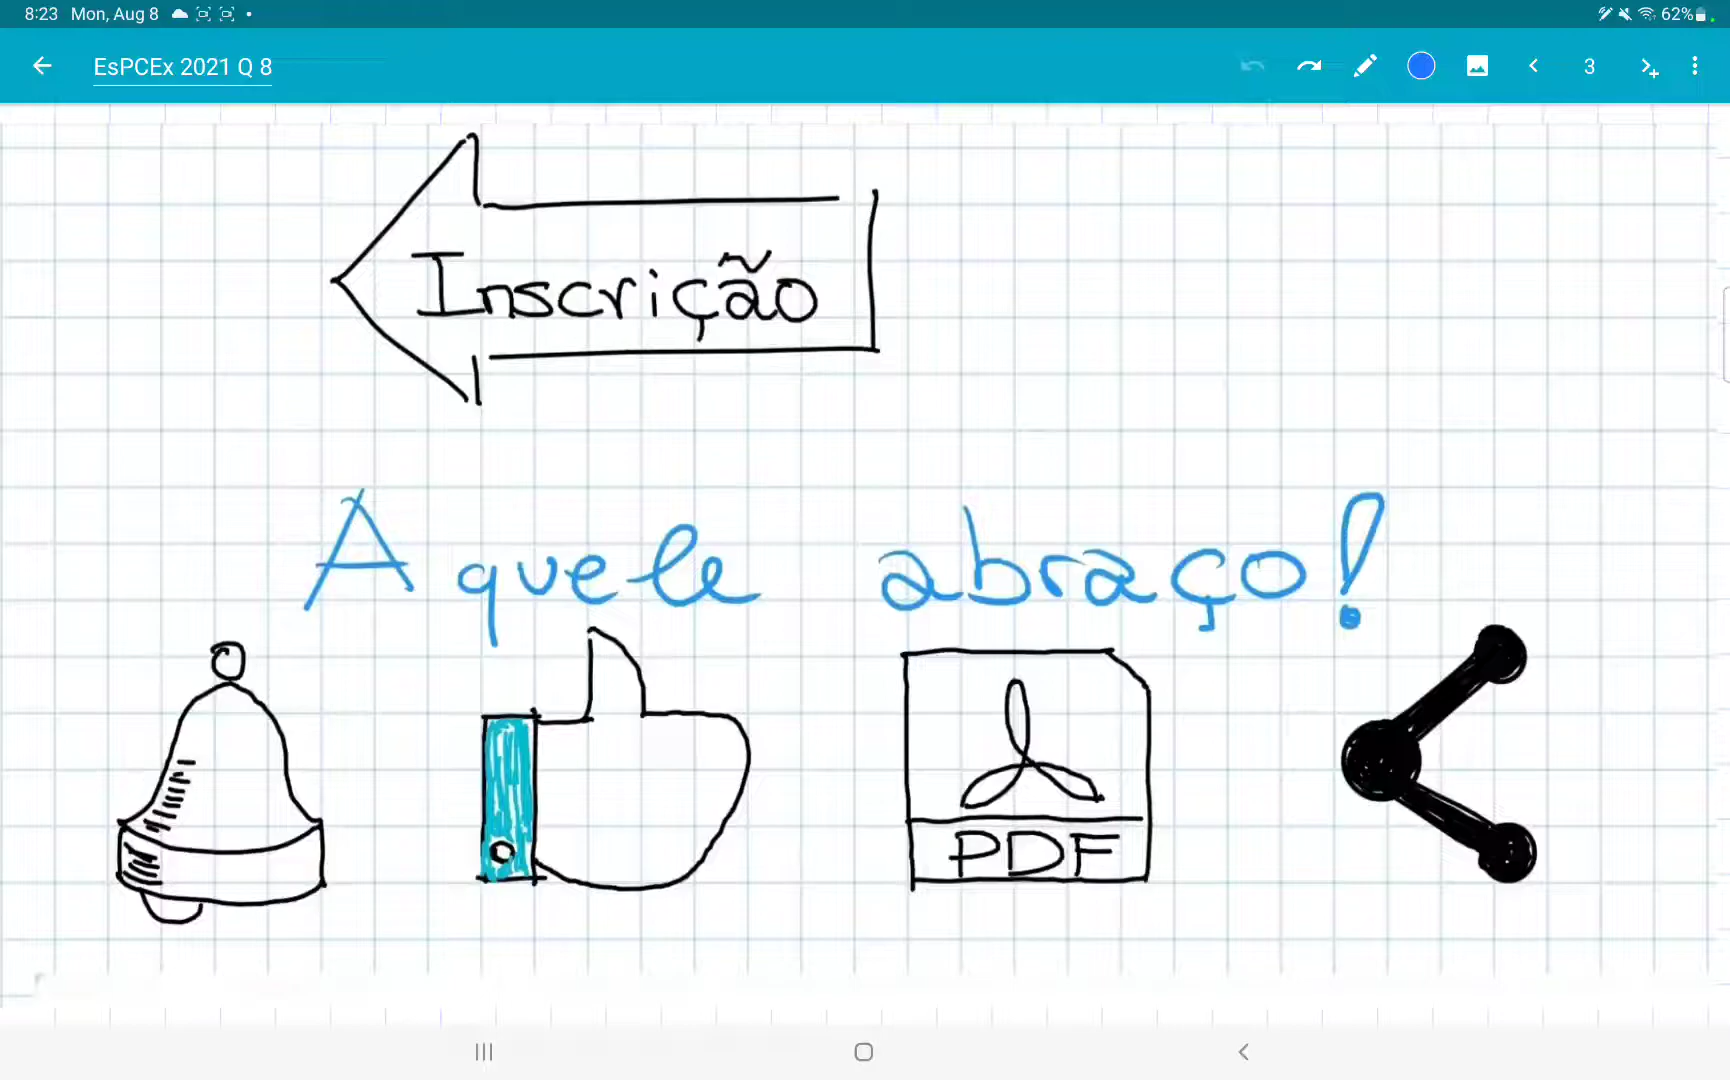 8:23 Mon, Aug 8 62%
EsPCEx 2021 Q 8 3
Inscrição
Aquele abraço!
PDF